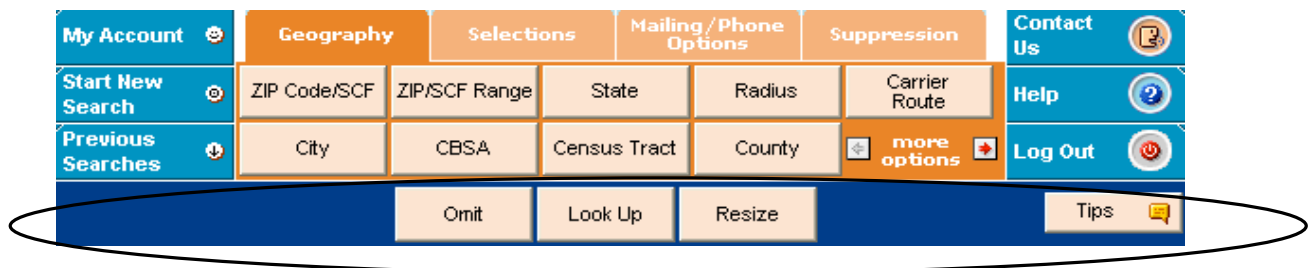 My Account
Geography
Selections
Mailing/Phone
Options
Suppression
Contact
Us
Start New
Search
ZIP Code/SCF
ZIP/SCF Range
State
Radius
Carrier
Route
Help
Previous
Searches
City
CBSA
Census Tract
County
more
options
Log Out
Omit
Look Up
Resize
Tips